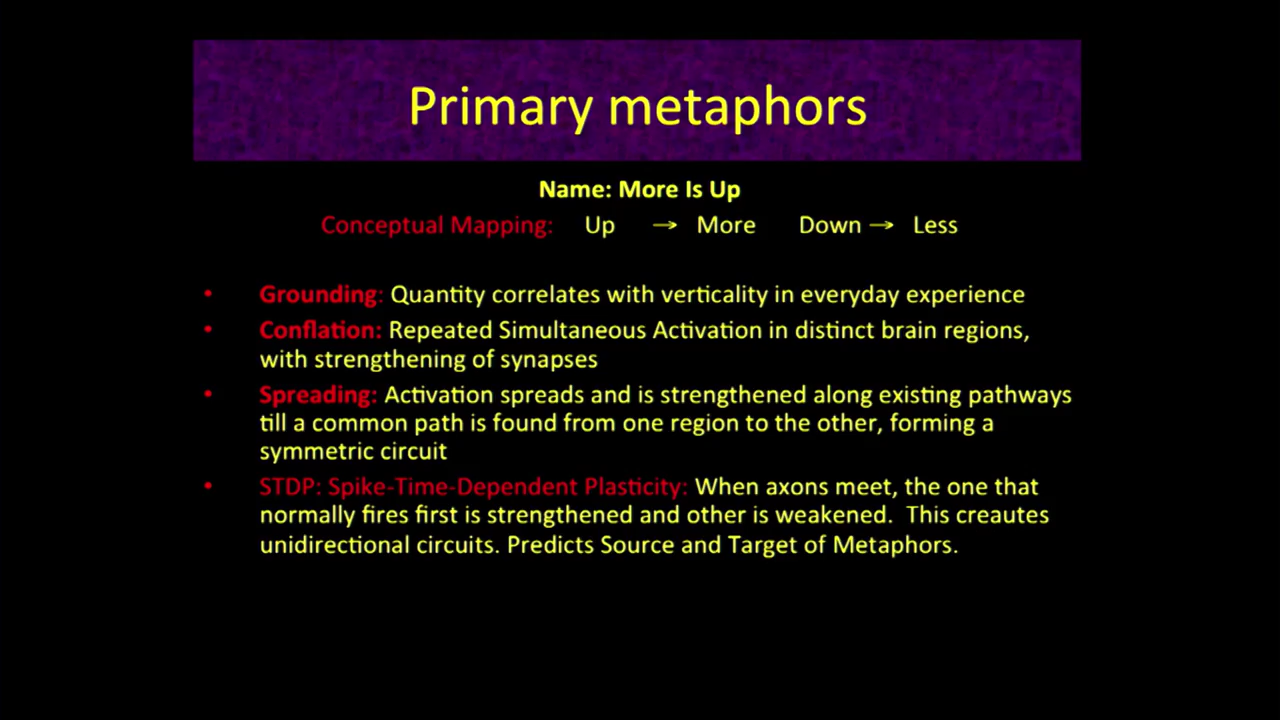 Primary metaphors
Name: More Is Up
Conceptual Mapping: Up → More Down → Less
• Grounding: Quantity correlates with verticality in everyday experience
• Conflation: Repeated Simultaneous Activation in distinct brain regions,
with strengthening of synapses
• Spreading: Activation spreads and is strengthened along existing pathways
till a common path is found from one region to the other, forming a
symmetric circuit
• STDP: Spike-Time-Dependent Plasticity: When axons meet, the one that
normally fires first is strengthened and other is weakened. This creautes
unidirectional circuits. Predicts Source and Target of Metaphors.